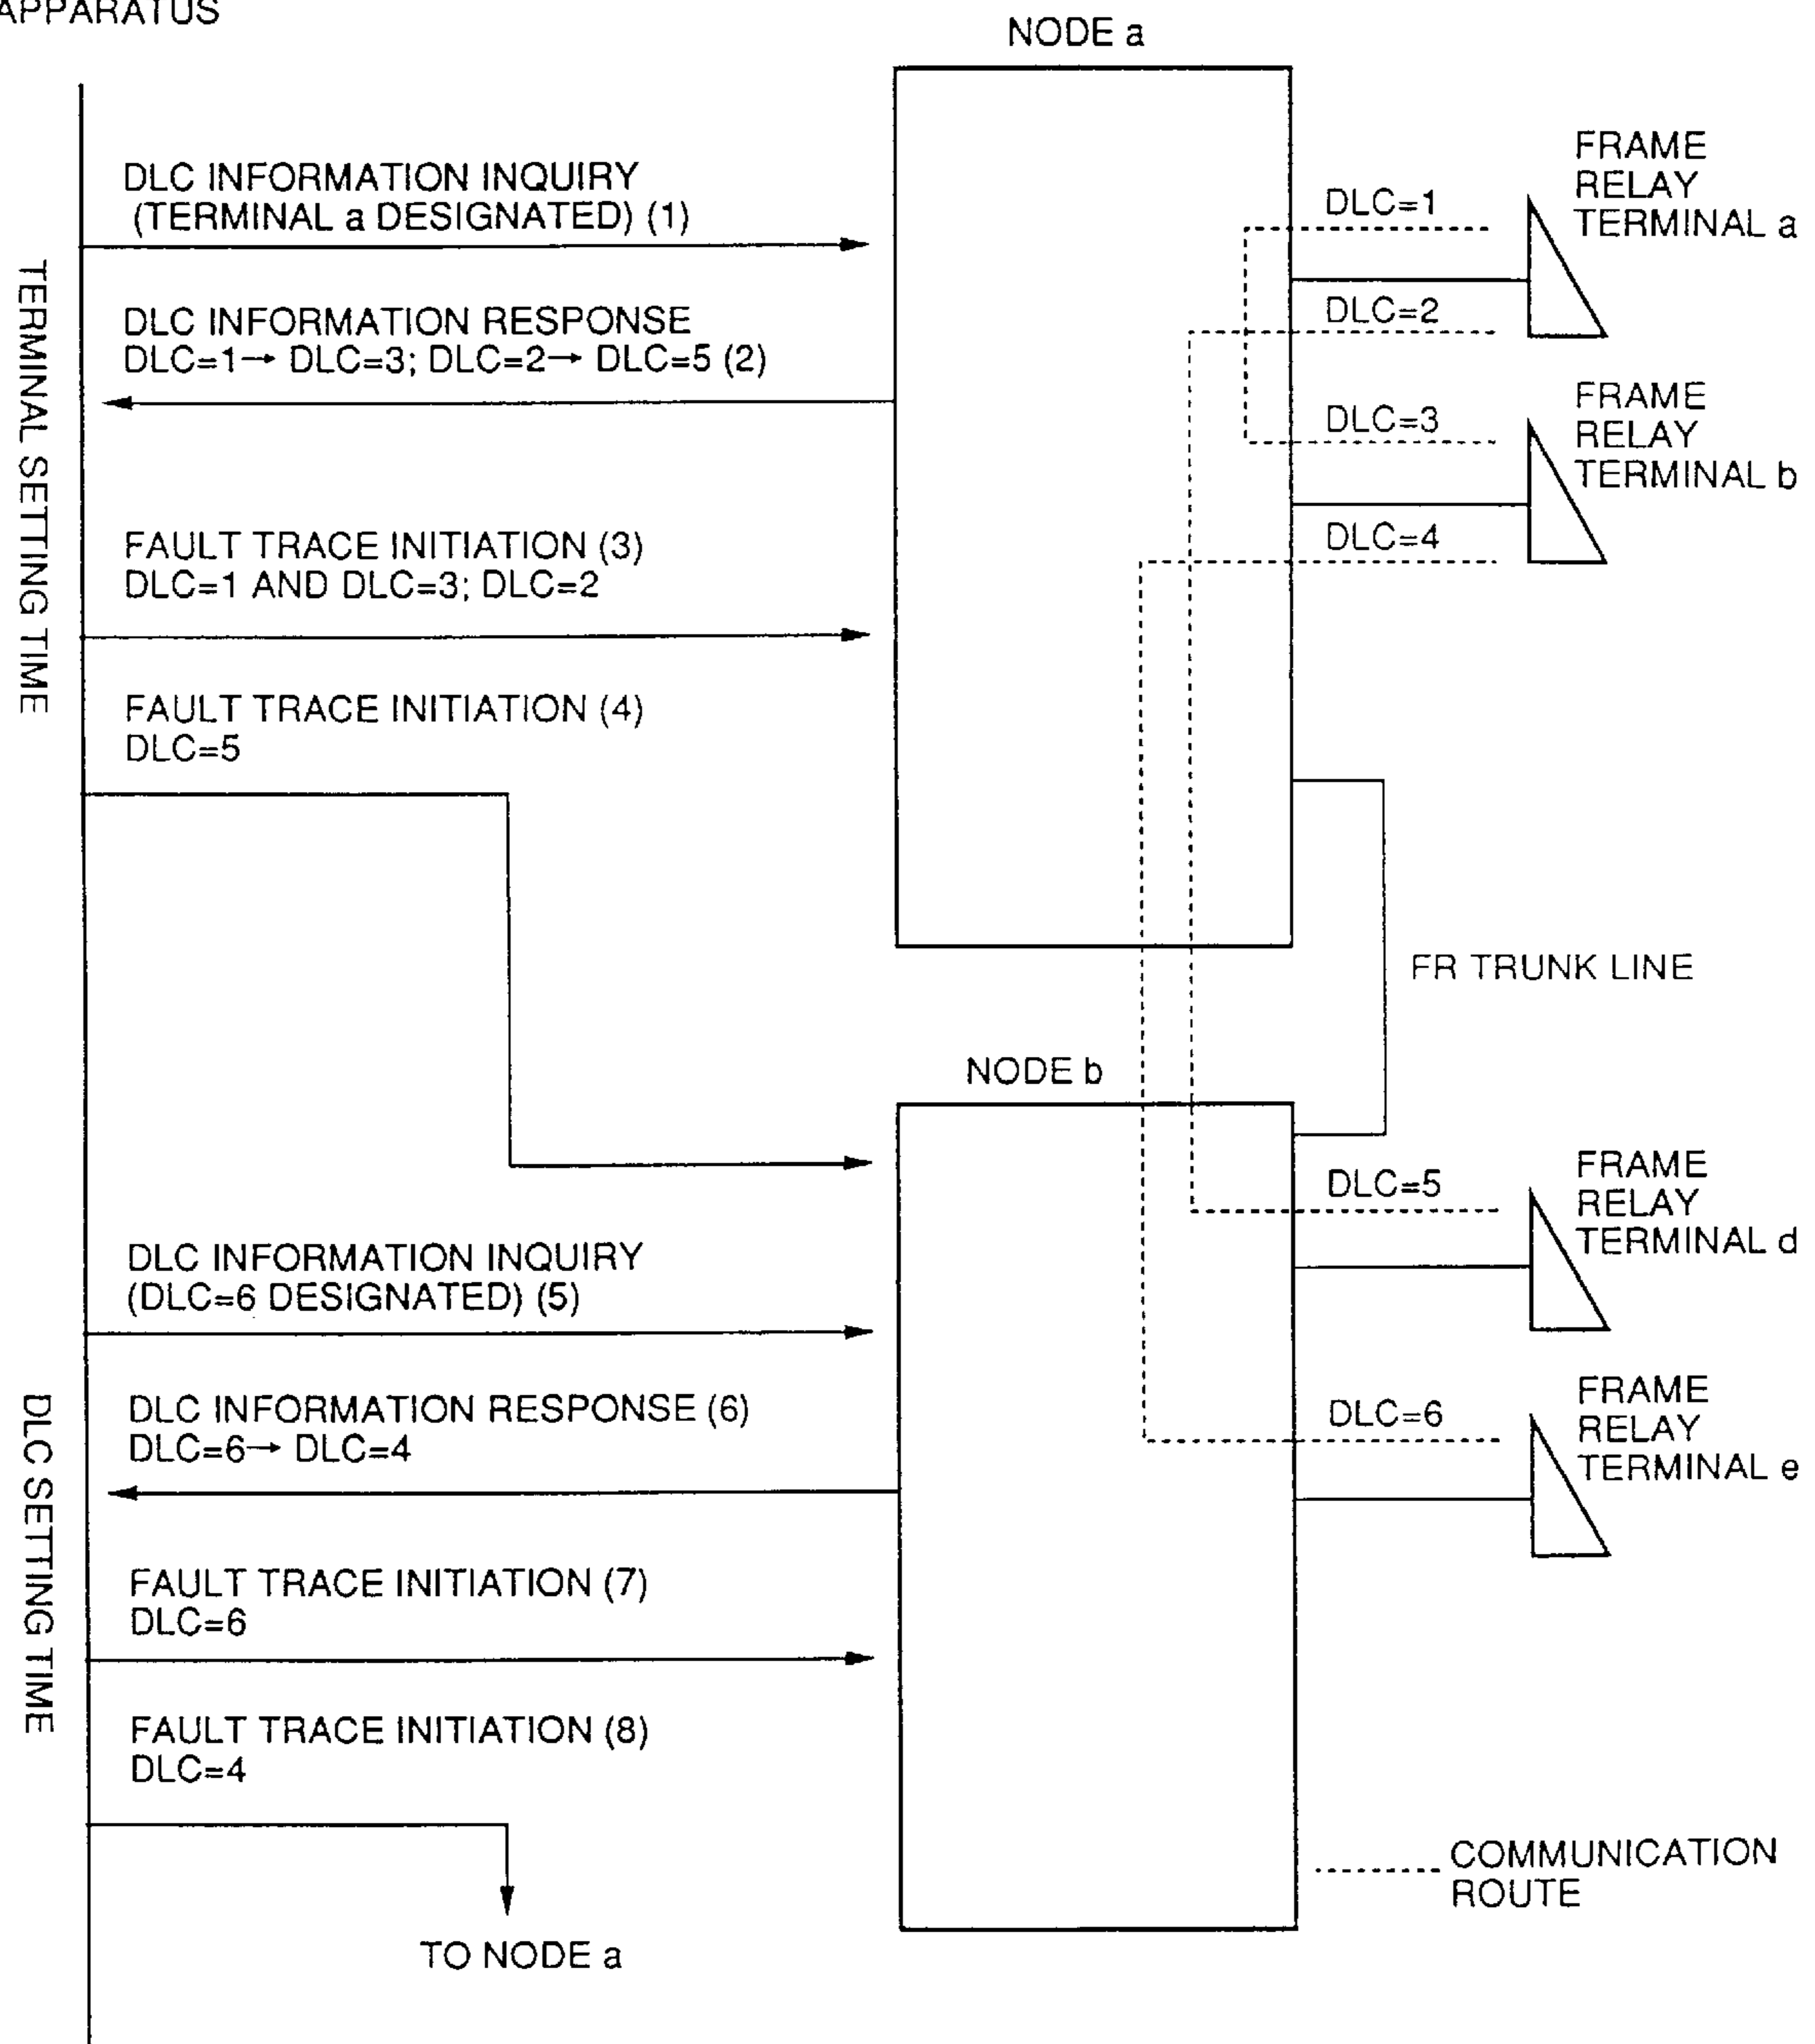 APPARATUS
NODE a
DLC INFORMATION INQUIRY
(TERMINAL a DESIGNATED) (1)
DLC INFORMATION RESPONSE
DLC=1→ DLC=3; DLC=2→ DLC=5 (2)
FAULT TRACE INITIATION (3)
DLC=1 AND DLC=3; DLC=2
FAULT TRACE INITIATION (4)
DLC=5
TERMINAL SETTING TIME
DLC=1
FRAME
RELAY
TERMINAL a
DLC=2
DLC=3
FRAME
RELAY
TERMINAL b
DLC=4
FR TRUNK LINE
NODE b
DLC INFORMATION INQUIRY
(DLC=6 DESIGNATED) (5)
DLC INFORMATION RESPONSE (6)
DLC=6→ DLC=4
FAULT TRACE INITIATION (7)
DLC=6
FAULT TRACE INITIATION (8)
DLC=4
TO NODE a
DLC SETTING TIME
DLC=5
FRAME
RELAY
TERMINAL d
DLC=6
FRAME
RELAY
TERMINAL e
COMMUNICATION
ROUTE